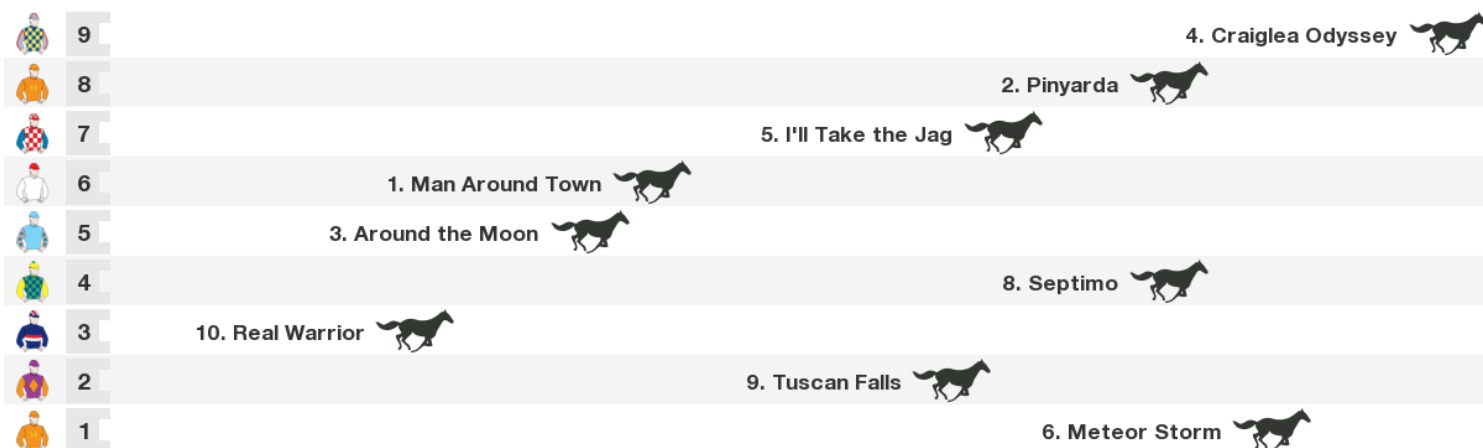 9 4. Craiglea Odyssey
8 2. Pinyarda
7 5. I'll Take the Jag
6 1. Man Around Town
5 3. Around the Moon
4 8. Septimo
3 10. Real Warrior
2 9. Tuscan Falls
1 6. Meteor Storm